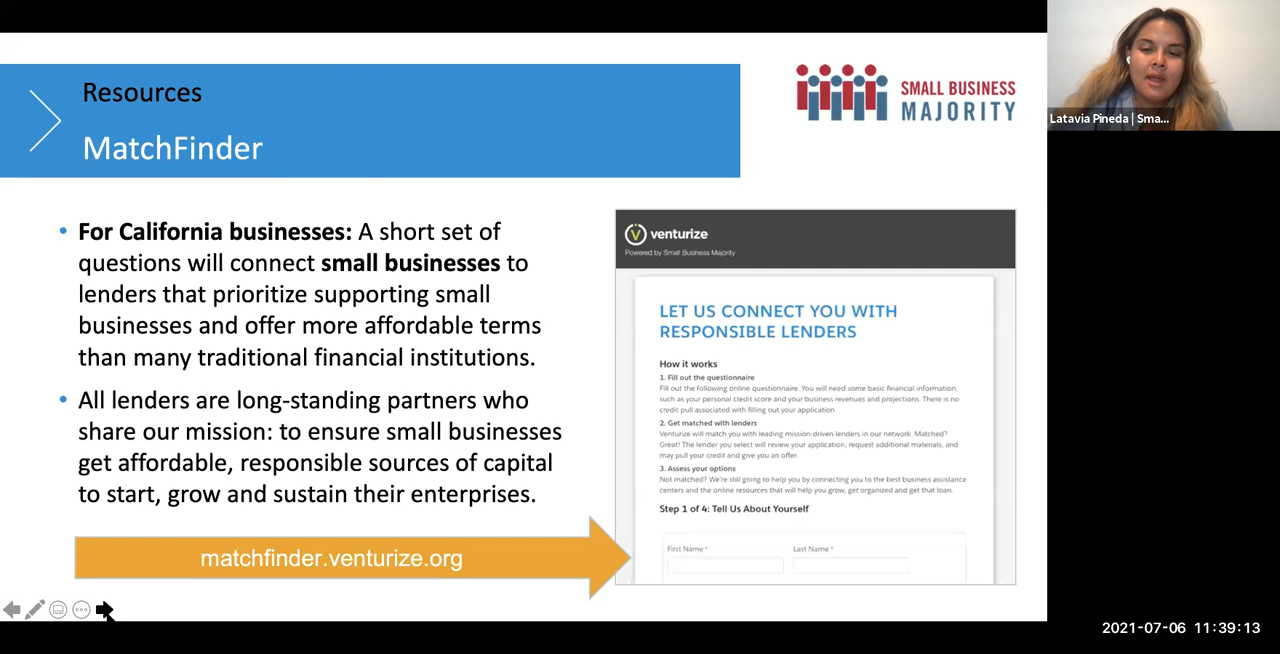 Resources
MatchFinder
SMALL BUSINESS
MAJORITY
Latavia Pineda | Sma...
• For California businesses: A short set of
questions will connect small businesses to
lenders that prioritize supporting small
businesses and offer more affordable terms
than many traditional financial institutions.
• All lenders are long-standing partners who
share our mission: to ensure small businesses
get affordable, responsible sources of capital
to start, grow and sustain their enterprises.
matchfinder.venturize.org
venturize
Powered by Small Business Majority
LET US CONNECT YOU WITH
RESPONSIBLE LENDERS
How it works
1. Fill out the questionnaire
Fill out the following online questionnaire. You will need some basic financial information,
such as your personal credit score and your business revenues and projections. There is no
credit pull associated with filling out your application.
2. Get matched with lenders
Venturize will match you with leading mission-driven lenders in our network. Matched?
Great! The lender you select will review your application, request additional materials, and
may pull your credit and give you an offer.
3. Assess your options
Not matched? We're still going to help you by connecting you to the best business assistance
centers and the online resources that will help you grow, get organized and get that loan.
Step 1 of 4: Tell Us About Yourself
First Name *
Last Name *
2021-07-06 11:39:13